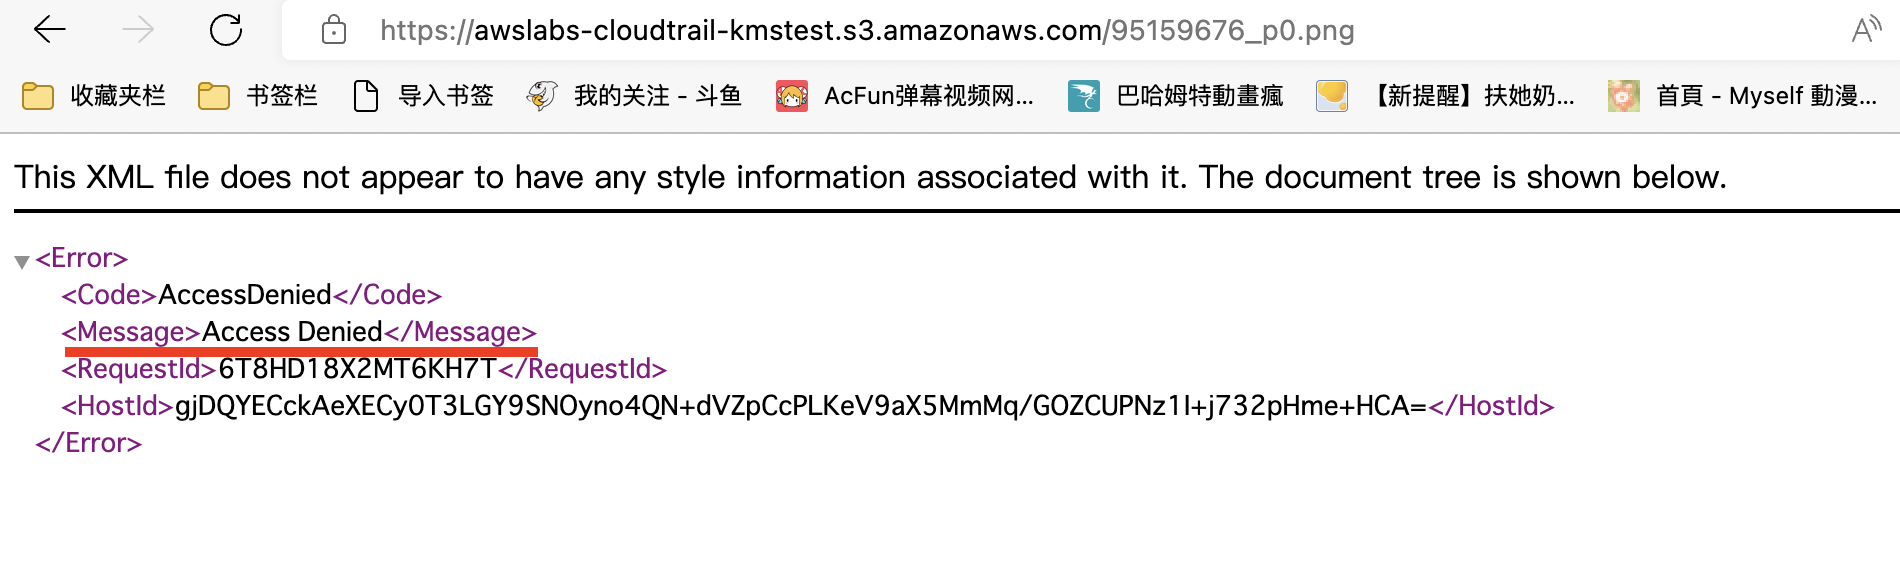 https://awslabs-cloudtrail-kmstest.s3.amazonaws.com/95159676_p0.png
收藏夹栏 书签栏 导入书签 我的关注 - 斗鱼 AcFun弹幕视频网... 巴哈姆特動畫瘋 【新提醒】扶她奶... 首頁 - Myself 動漫...
This XML file does not appear to have any style information associated with it. The document tree is shown below.
<Error>
<Code>AccessDenied</Code>
<Message>Access Denied</Message>
<RequestId>6T8HD18X2MT6KH7T</RequestId>
<HostId>gjDQYECckAeXECy0T3LGY9SNOyno4QN+dVZpCcPLKeV9aX5MmMq/GOZCUPNz1I+j732pHme+HCA=</HostId>
</Error>